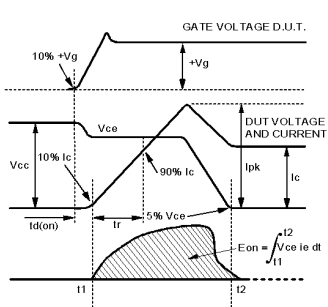 GATE VOLTAGE D.U.T.
10% +Vg
+Vg
Vce
DUT VOLTAGE
AND CURRENT
Vcc
10% Ic
90% Ic
Ipk
Ic
td(on)
tr
5% Vce
t2
Eon = ∫ Vce ie dt
t1
t1
t2